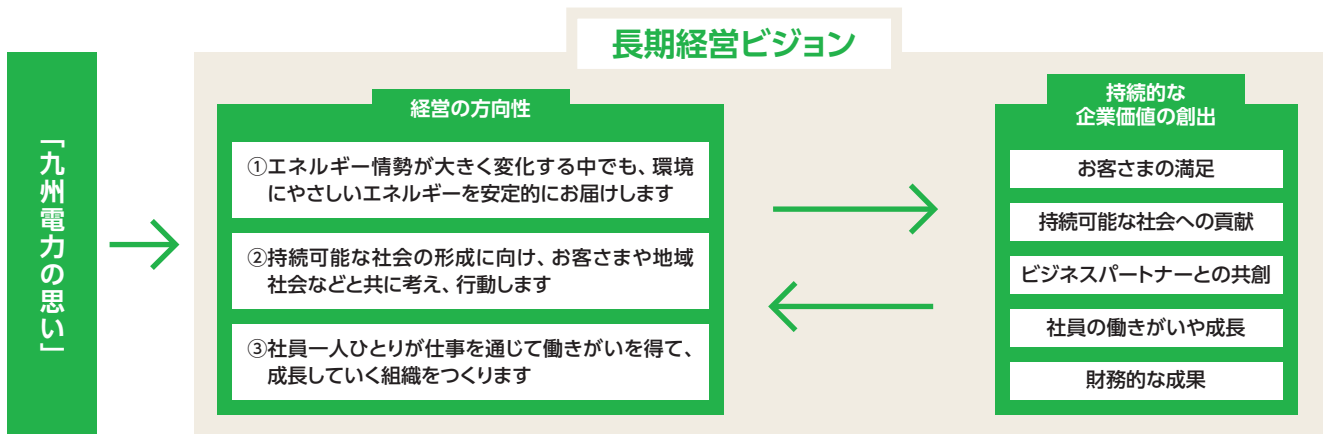 長期経営ビジョン
「九州電力の思い」
経営の方向性
①エネルギー情勢が大きく変化する中でも、環境
にやさしいエネルギーを安定的にお届けします
②持続可能な社会の形成に向け、お客さまや地域
社会などと共に考え、行動します
③社員一人ひとりが仕事を通じて働きがいを得て、
成長していく組織をつくります
持続的な
企業価値の創出
お客さまの満足
持続可能な社会への貢献
ビジネスパートナーとの共創
社員の働きがいや成長
財務的な成果